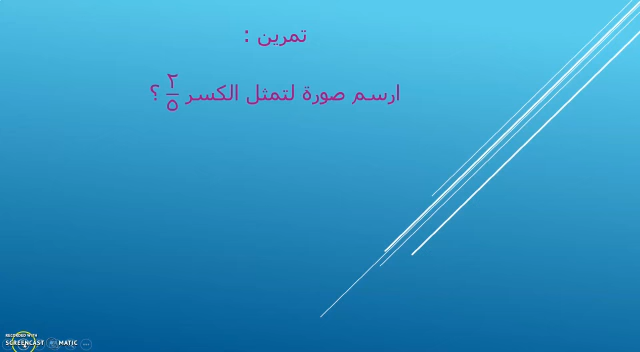 تمرين :
ارسم صورة لتمثل الكسر ٢/٥ ؟
RECORDED WITH
SCREENCAST MATIC